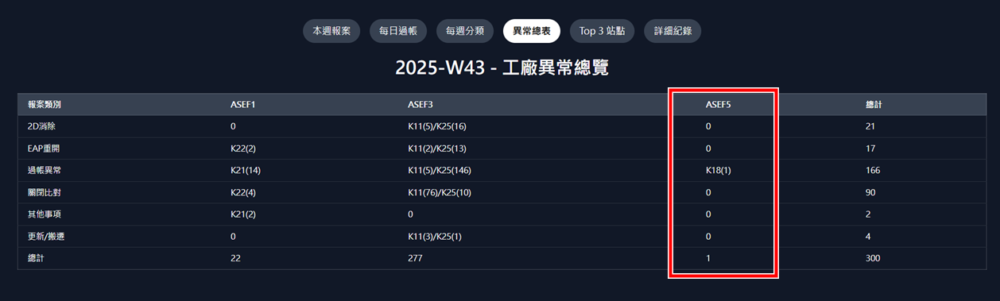 本週報案 每日過帳 每週分類 異常總表 Top 3 站點 詳細紀錄
2025-W43 - 工廠異常總覽
報案類別 ASEF1 ASEF3 ASEF5 總計
2D消除 0 K11(5)/K25(16) 0 21
EAP重開 K22(2) K11(2)/K25(13) 0 17
過帳異常 K21(14) K11(5)/K25(146) K18(1) 166
關閉比對 K22(4) K11(76)/K25(10) 0 90
其他事項 K21(2) 0 0 2
更新/搬遷 0 K11(3)/K25(1) 0 4
總計 22 277 1 300